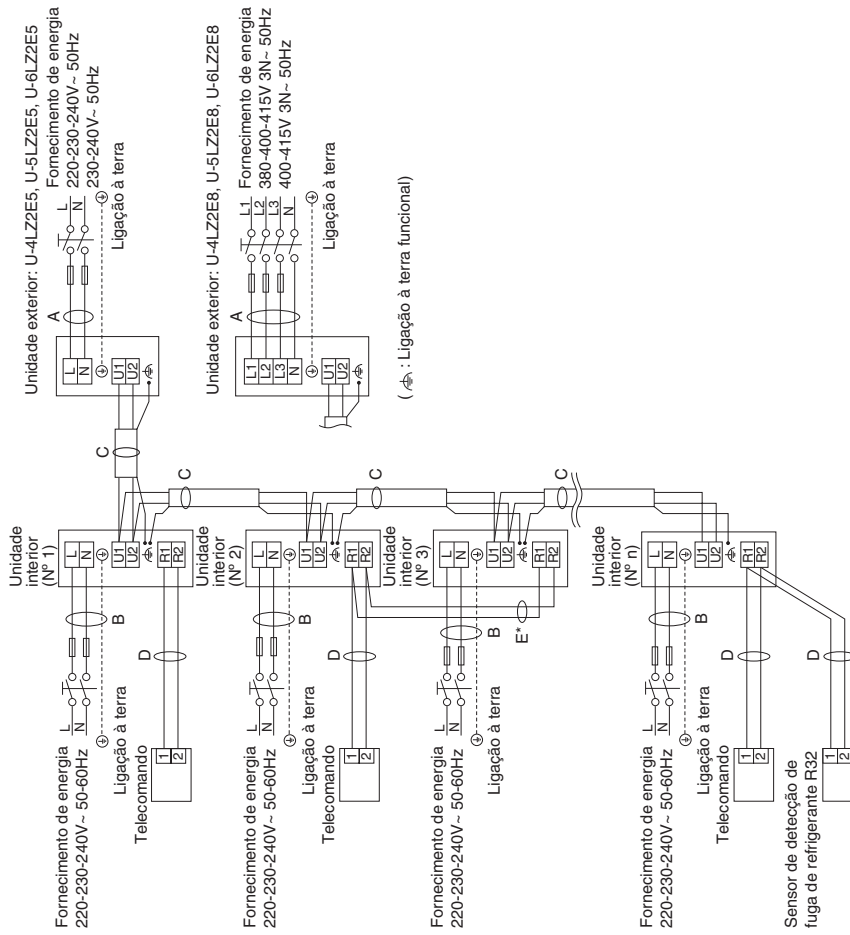 Unidade exterior: U-4LZ2E5, U-5LZ2E5, U-6LZ2E5
Fornecimento de energia
220-230-240V~ 50Hz
230-240V~ 50Hz
L
N
Ligação à terra
A
L
N
U1
U2
C
Unidade exterior: U-4LZ2E8, U-5LZ2E8, U-6LZ2E8
Fornecimento de energia
380-400-415V 3N~ 50Hz
400-415V 3N~ 50Hz
L1
L2
L3
N
Ligação à terra
A
L1
L2
L3
N
U1
U2
( : Ligação à terra funcional)
Unidade
interior
(Nº 1)
L
N
U1
U2
R1
R2
B
C
D
L
N
Fornecimento de energia
220-230-240V~ 50-60Hz
Ligação à terra
Telecomando
1
2
Unidade
interior
(Nº 2)
L
N
U1
U2
R1
R2
B
C
D
L
N
Fornecimento de energia
220-230-240V~ 50-60Hz
Ligação à terra
Telecomando
1
2
Unidade
interior
(Nº 3)
L
N
U1
U2
R1
R2
B
C
E*
L
N
Fornecimento de energia
220-230-240V~ 50-60Hz
Ligação à terra
Unidade
interior
(Nº n)
L
N
U1
U2
R1
R2
B
D
L
N
Fornecimento de energia
220-230-240V~ 50-60Hz
Ligação à terra
Telecomando
1
2
D
Sensor de detecção de
fuga de refrigerante R32
1
2